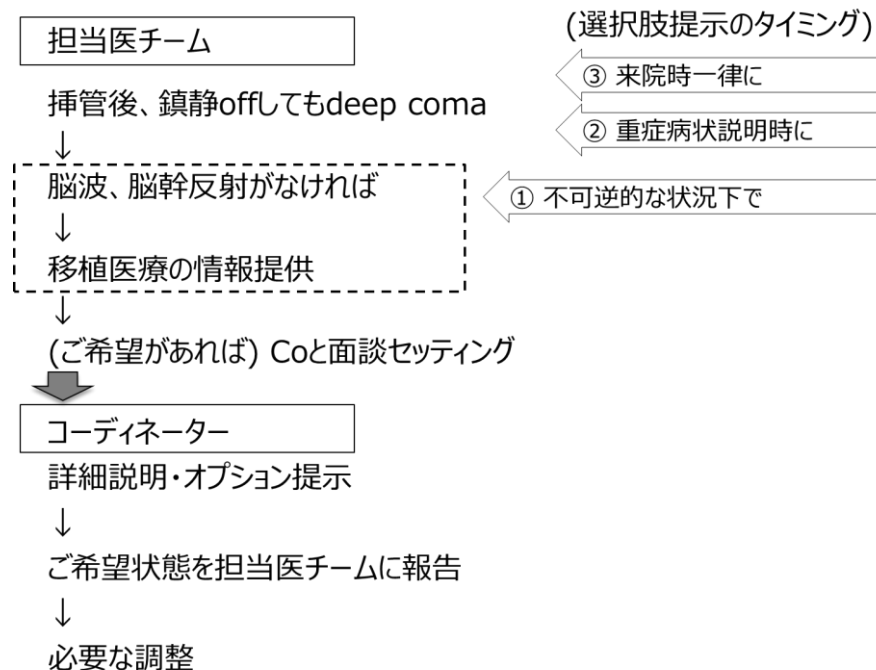 担当医チーム
(選択肢提示のタイミング)
③ 来院時一律に
挿管後、鎮静offしてもdeep coma
② 重症病状説明時に
↓
脳波、脳幹反射がなければ
① 不可逆的な状況下で
↓
移植医療の情報提供
↓
(ご希望があれば) Coと面談セッティング
コーディネーター
詳細説・オプション提示
↓
ご希望状態を担当医チームに報告
↓
必要な調整